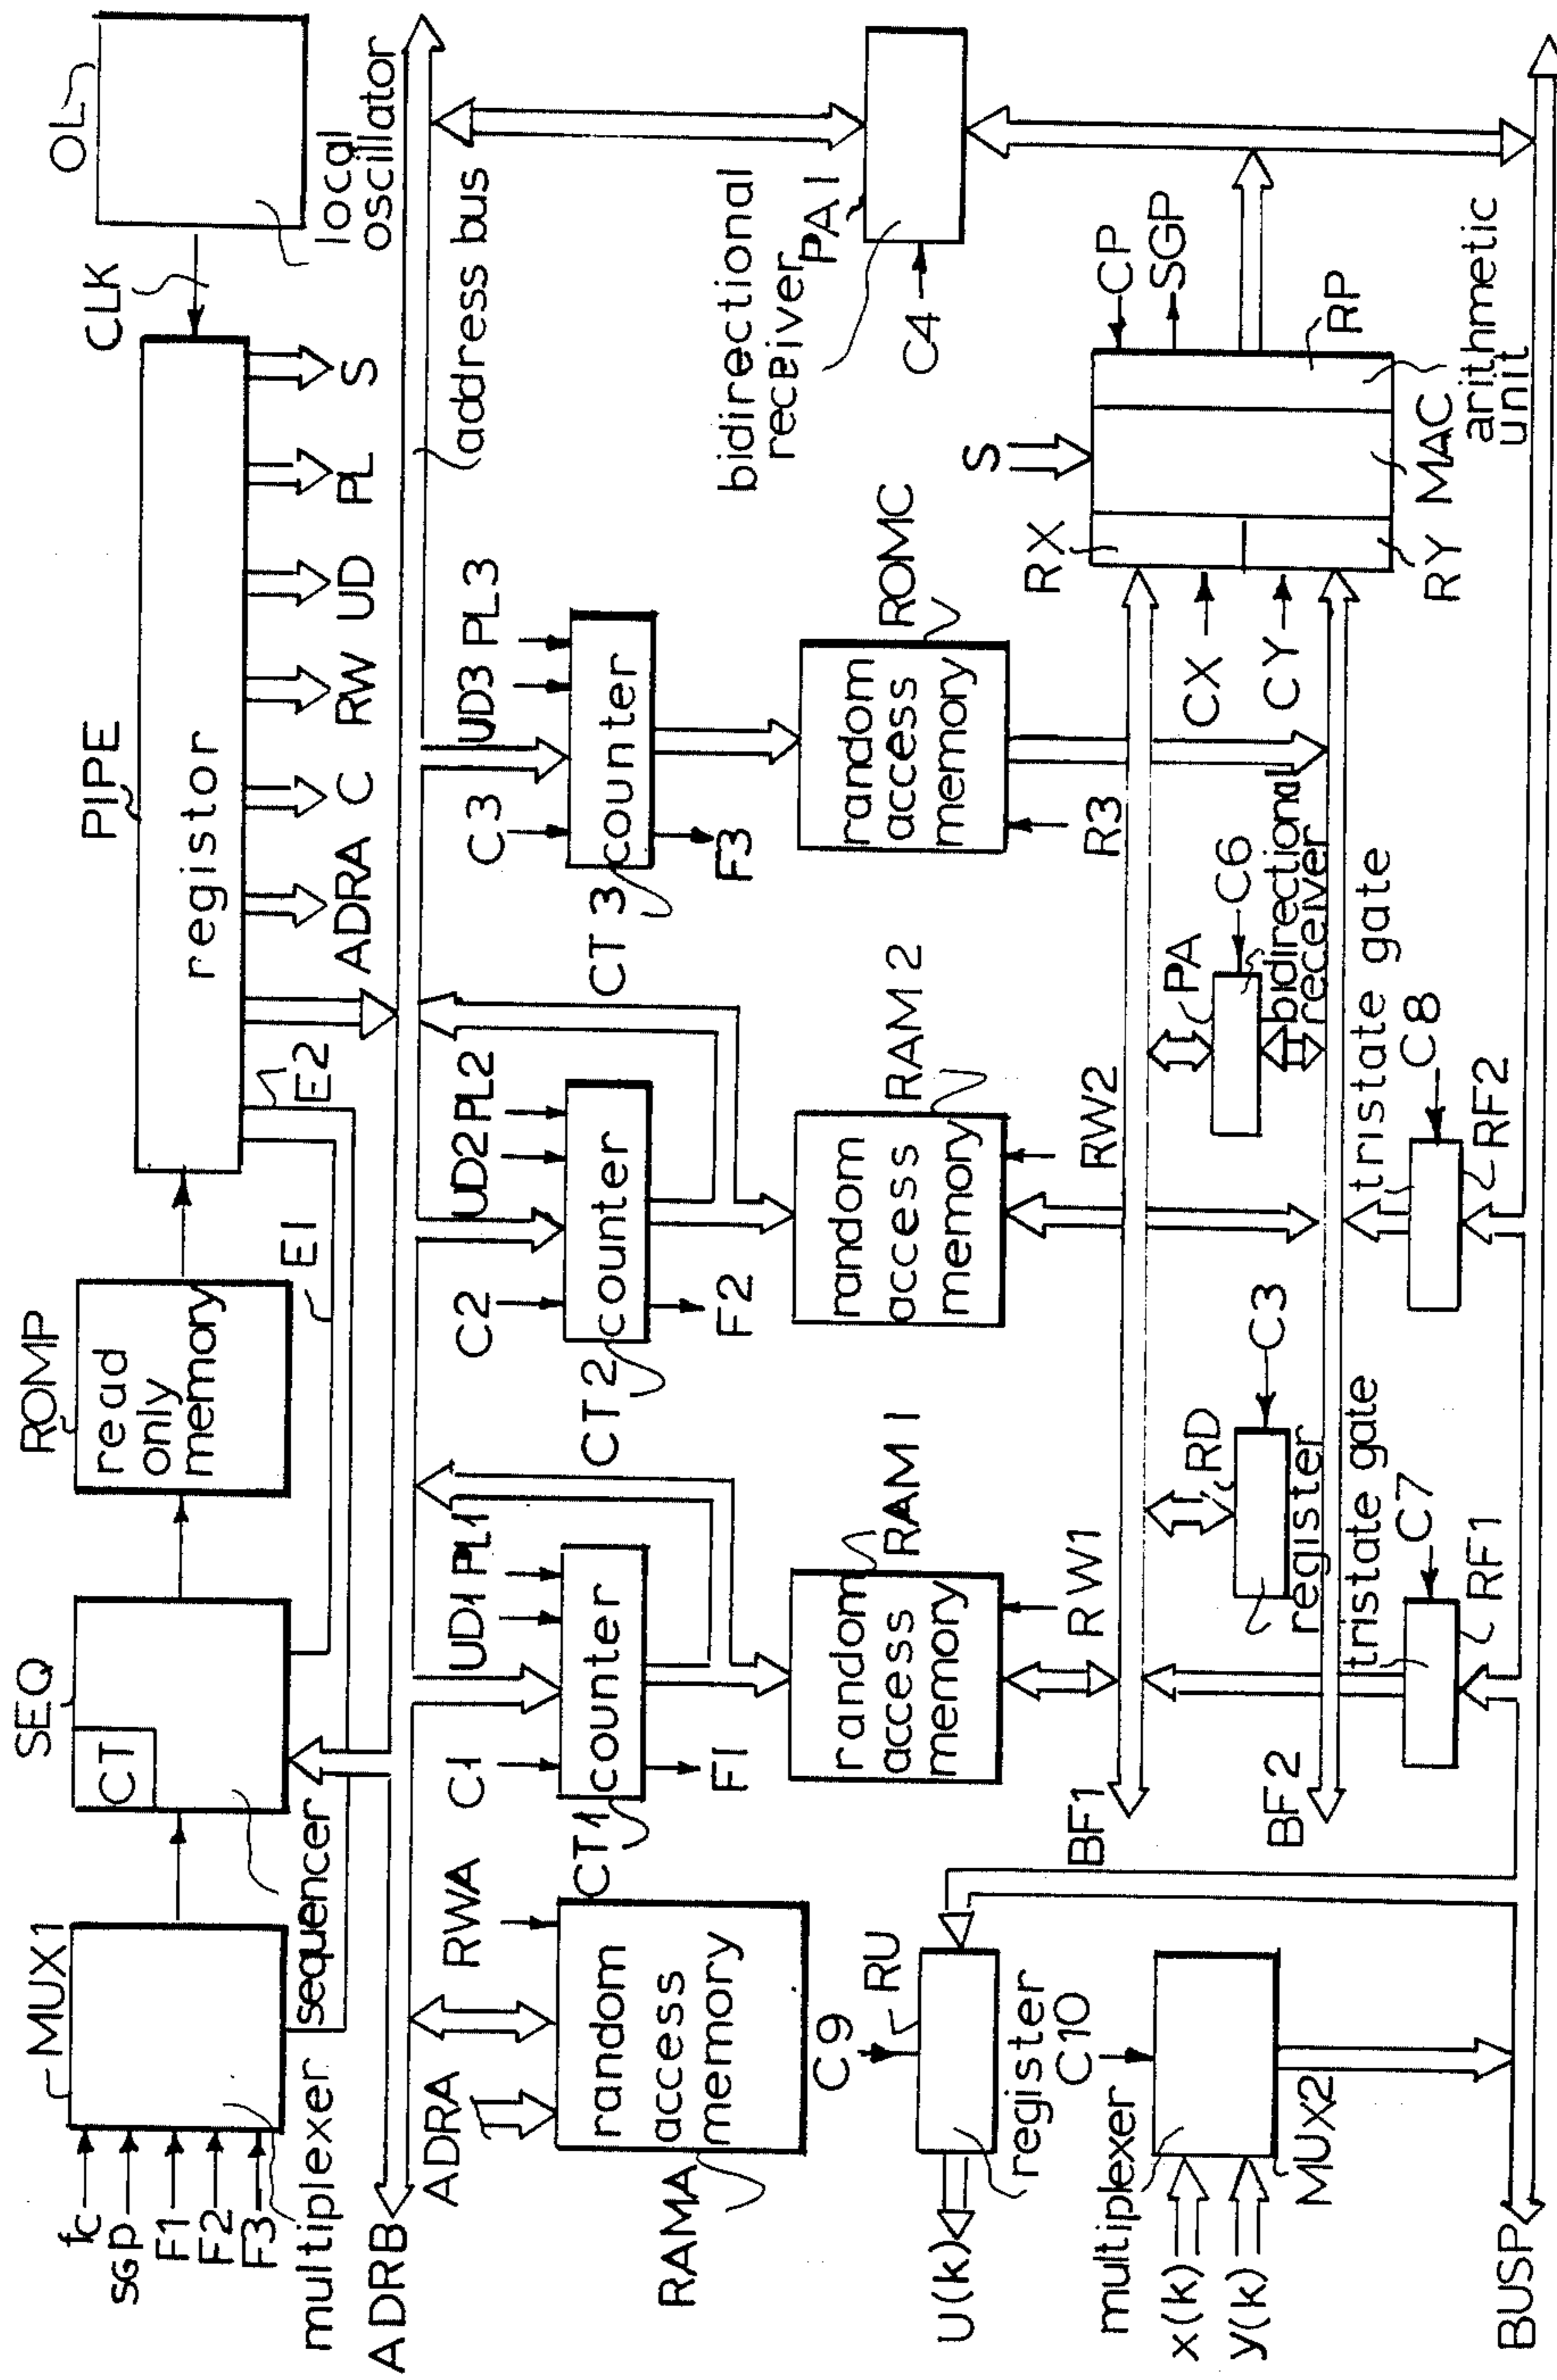 fc
SGP
F1
F2
F3
MUX1
multiplexer
SEQ
CT
sequencer
ROMP
read
only
memory
E1
E2
PIPE
registor
CLK
OL
local
oscillator
ADRA
C
RW
UD
PL
S
ADRB
address bus
ADRA
RWA
random
access
memory
RAMA
C1
UD1
PL1
counter
CT1
F1
random
access
memory
RAM 1
RW1
C2
UD2
PL2
counter
CT2
F2
random
access
memory
RAM 2
RW2
C3
UD3
PL3
counter
CT 3
F3
random
access
memory
ROMC
R3
bidirectional
receiver
PA1
C4
C9
RU
register
U(k)
C10
multiplexer
MUX2
x(k)
y(k)
BF1
BF2
RD
C3
register
PA
C6
bidirectional
receiver
tristate gate
C7
RF1
tristate gate
C8
RF2
RX
CX
CY
RY
S
MAC
CP
SGP
RP
arithmetic
unit
BUSP